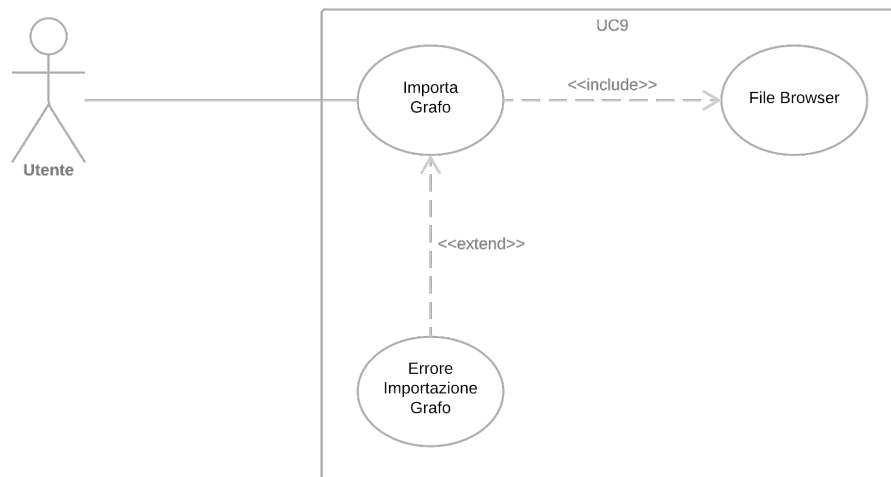 UC9
Importa
Grafo
<<include>>
File Browser
Utente
<<extend>>
Errore
Importazione
Grafo